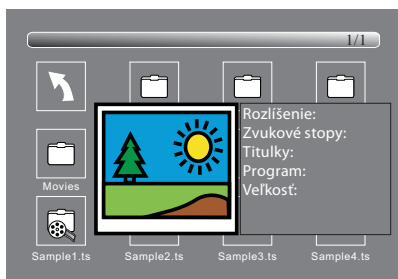 1/1
Rozlíšenie:
Zvukové stopy:
Titulky:
Program:
Veľkosť:
Movies
Sample1.ts Sample2.ts Sample3.ts Sample4.ts